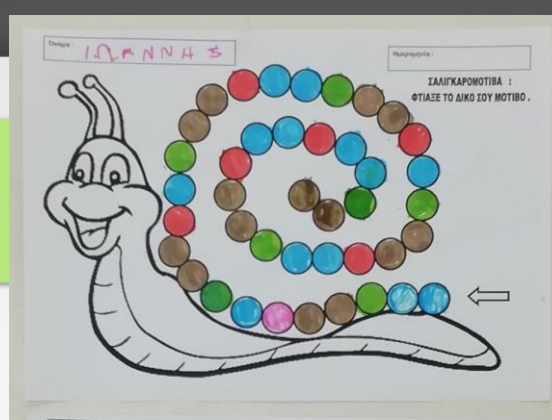 Όνομα :
ΙΩΑΝΝΗΣ
Ημερομηνία :
ΣΑΛΙΓΚΑΡΟΜΟΤΙΒΑ :
ΦΤΙΑΞΕ ΤΟ ΔΙΚΟ ΣΟΥ ΜΟΤΙΒΟ .